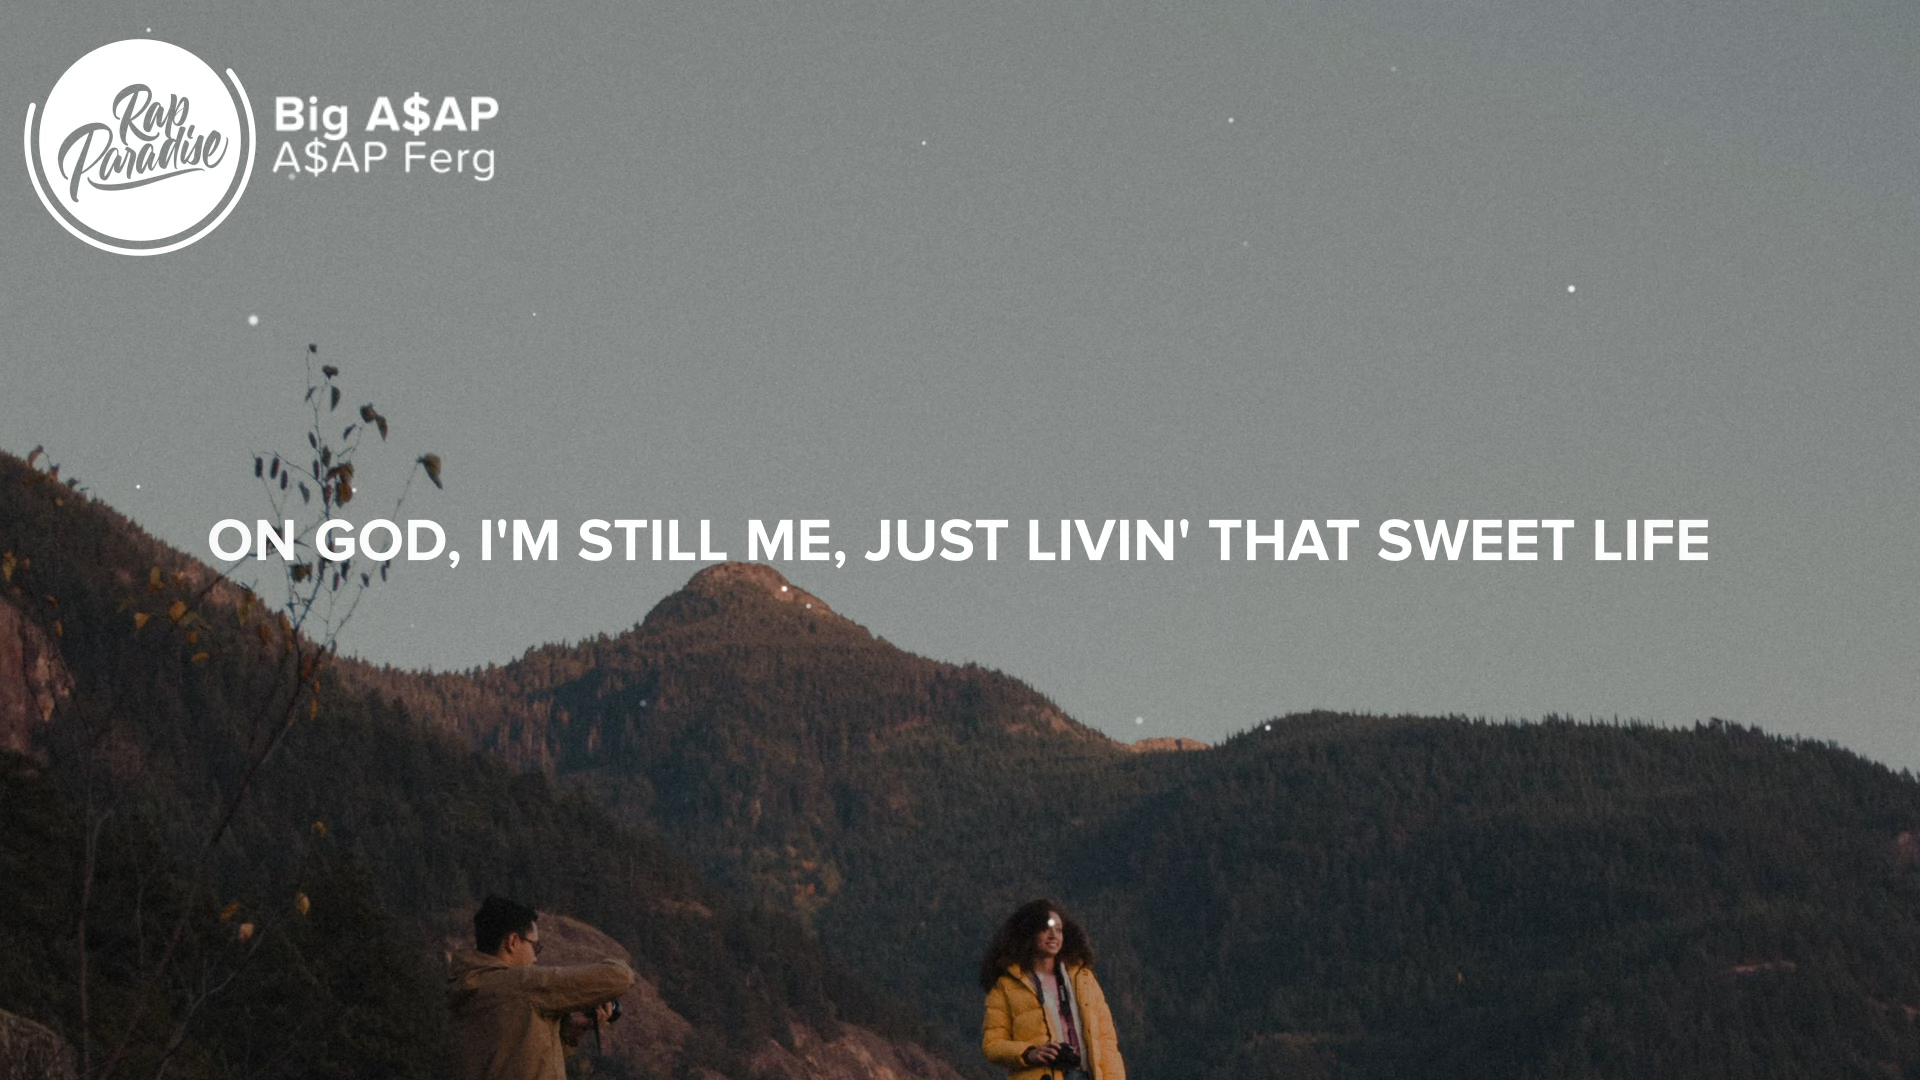 Rap
Paradise
Big A$AP
A$AP Ferg
ON GOD, I'M STILL ME, JUST LIVIN' THAT SWEET LIFE